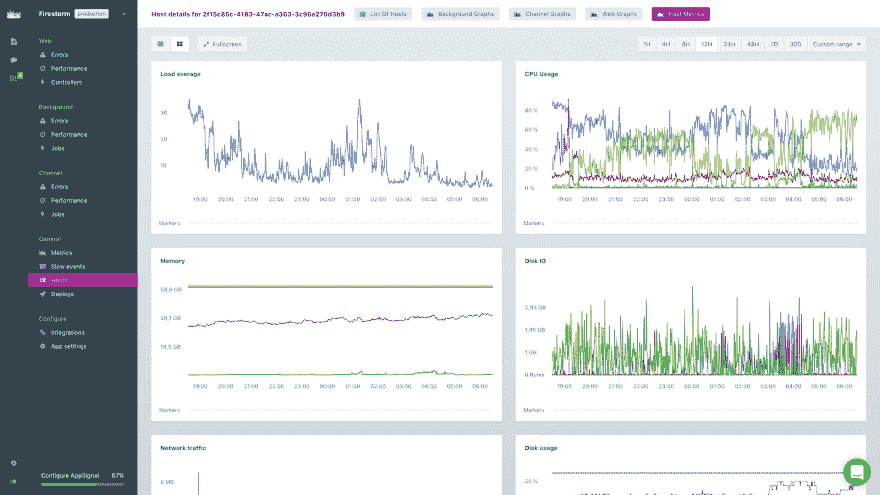 Firestorm production
Web
Errors
Performance
Controllers
Background
Errors
Performance
Jobs
Channel
Errors
Performance
Jobs
General
Metrics
Slow events
Hosts
Deploys
Configure
Integrations
App settings
Configure AppSignal 67%
Host details for 2f15c85c-4183-47ac-a363-3c96e276d3b9
List Of Hosts
Background Graphs
Channel Graphs
Web Graphs
Host Metrics
Fullscreen
1H 4H 8H 12H 24H 48H 7D 30D Custom range
Load average
30
20
10
19:00 20:00 21:00 22:00 23:00 00:00 01:00 02:00 03:00 04:00 05:00 06:00
Markers
CPU Usage
80 %
60 %
40 %
20 %
0 %
19:00 20:00 21:00 22:00 23:00 00:00 01:00 02:00 03:00 04:00 05:00 06:00
Markers
Memory
58,6 GB
19,5 GB
19:00 20:00 21:00 22:00 23:00 00:00 01:00 02:00 03:00 04:00 05:00 06:00
Markers
Disk IO
2,93 GB
1,95 GB
1 GB
0 Bytes
19:00 20:00 21:00 22:00 23:00 00:00 01:00 02:00 03:00 04:00 05:00 06:00
Markers
Network traffic
Disk usage